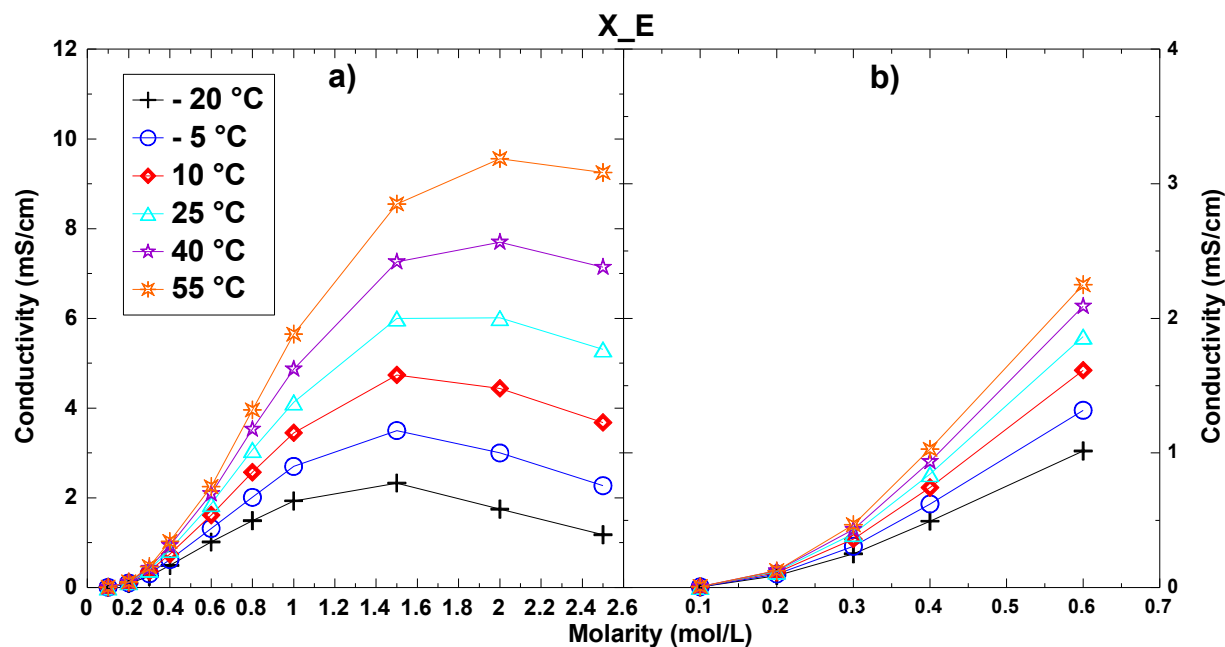 X_E
a)
b)
- 20 °C
- 5 °C
10 °C
25 °C
40 °C
55 °C
Conductivity (mS/cm)
12
10
8
6
4
2
0
0 0.2 0.4 0.6 0.8 1 1.2 1.4 1.6 1.8 2 2.2 2.4 2.6
0.1 0.2 0.3 0.4 0.5 0.6 0.7
Molarity (mol/L)
4
3
2
1
0
Conductivity (mS/cm)